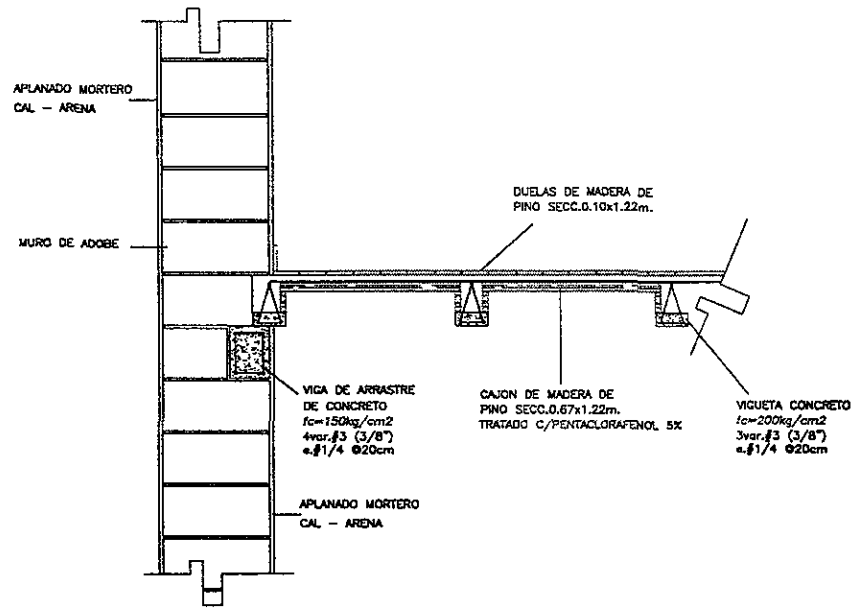 APLANADO MORTERO
CAL - ARENA
MURO DE ADOBE
DUELAS DE MADERA DE
PINO SECC.0.10x1.22m.
VIGA DE ARRASTRE
DE CONCRETO
fc=150kg/cm2
4var.#3 (3/8")
e.#1/4 @20cm
CAJON DE MADERA DE
PINO SECC.0.67x1.22m.
TRATADO C/PENTACLORAFENOL 5%
VIGUETA CONCRETO
fc=200kg/cm2
3var.#3 (3/8")
e.#1/4 @20cm
APLANADO MORTERO
CAL - ARENA